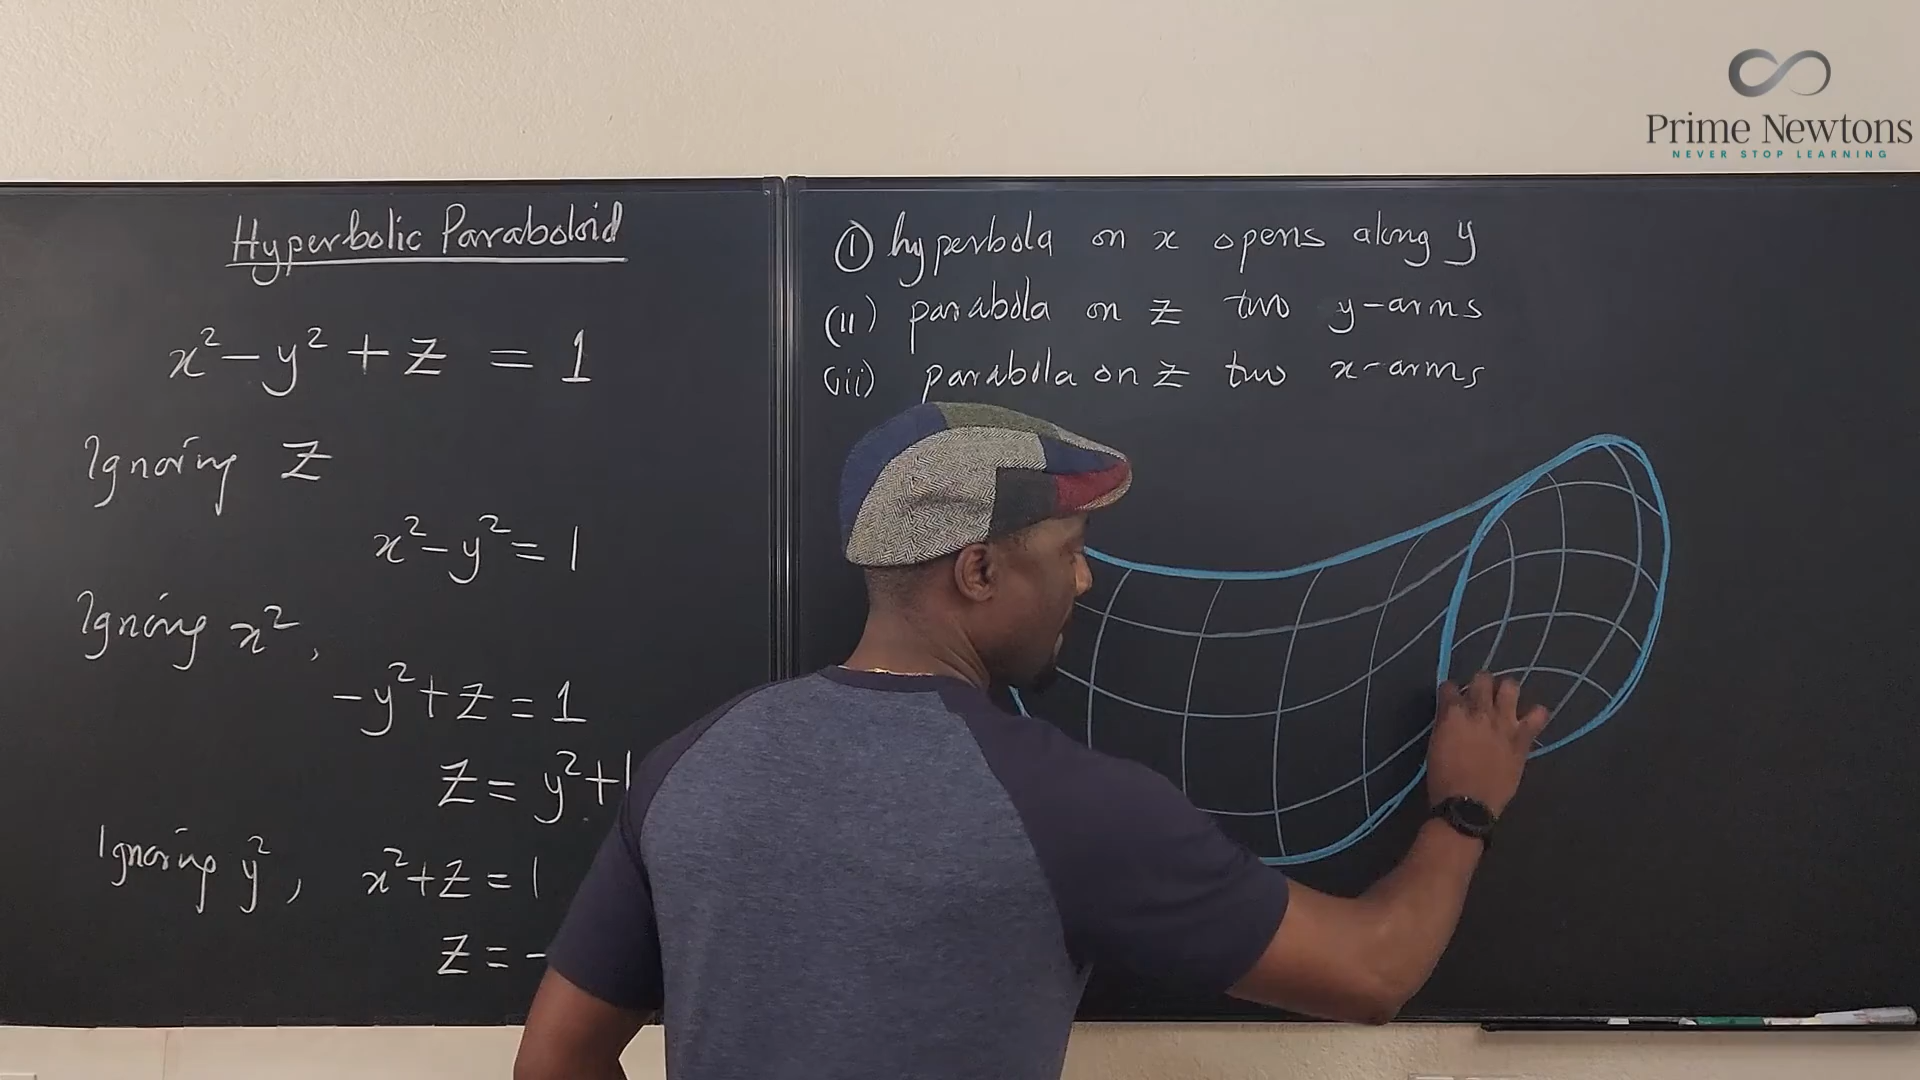 Prime Newtons
NEVER STOP LEARNING
Hyperbolic Paraboloid
x² - y² + z = 1
Ignoring z
x² - y² = 1
Ignoring x²,
-y² + z = 1
z = y² + 1
Ignoring y², x² + z = 1
z = -
(I) hyperbola on x opens along y
(II) parabola on z two y-arms
(iii) parabola on z two x-arms